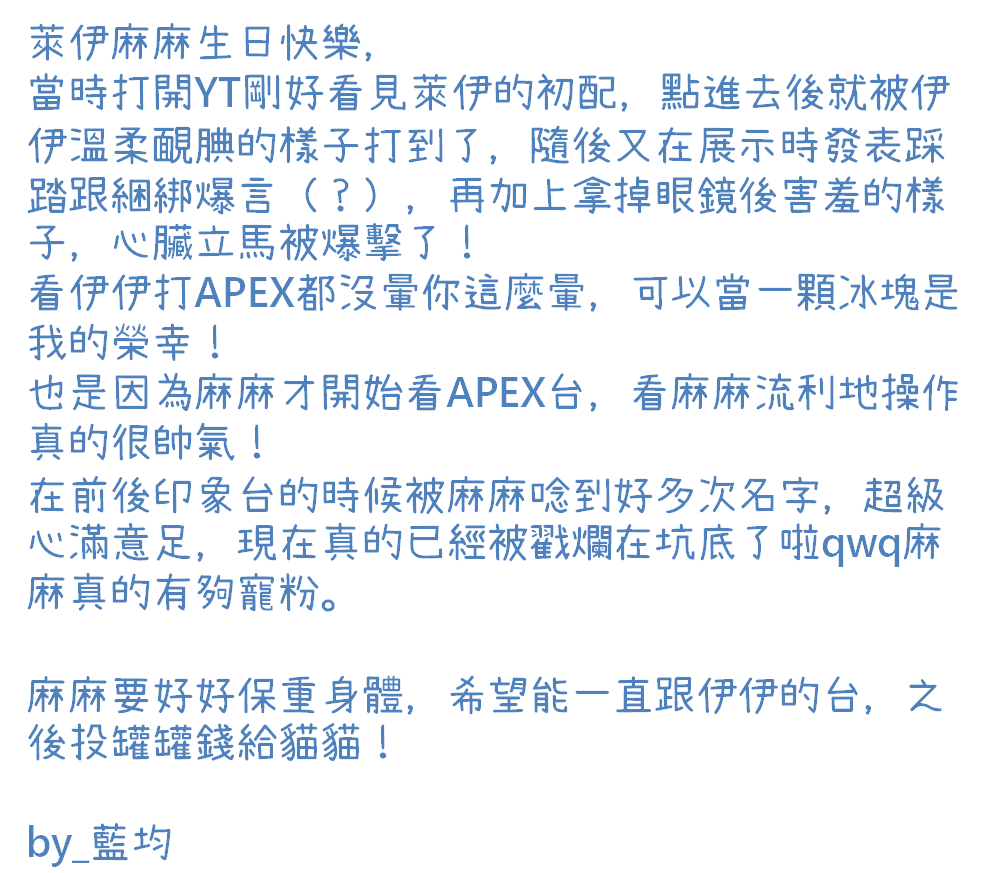 萊伊麻麻生日快樂,
當時打開YT剛好看見萊伊的初配，點進去後就被伊
伊溫柔靦腆的樣子打到了，隨後又在展示時發表踩
踏跟綑綁爆言（？），再加上拿掉眼鏡後害羞的樣
子，心臟立馬被爆擊了！
看伊伊打APEX都沒暈你這麼暈，可以當一顆冰塊是
我的榮幸！
也是因為麻麻才開始看APEX台，看麻麻流利地操作
真的很帥氣！
在前後印象台的時候被麻麻唸到好多次名字，超級
心滿意足，現在真的已經被戳爛在坑底了啦qwq麻
麻真的有夠寵粉。
麻麻要好好保重身體，希望能一直跟伊伊的台，之
後投罐罐錢給貓貓！
by_藍均